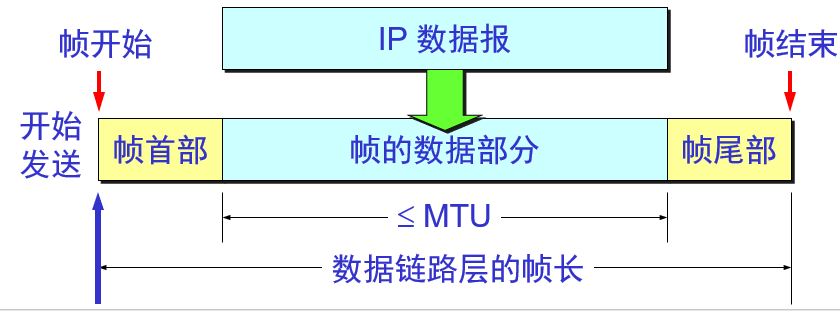 IP 数据报
帧开始
帧结束
开始
发送
帧首部
帧的数据部分
帧尾部
≤ MTU
数据链路层的帧长